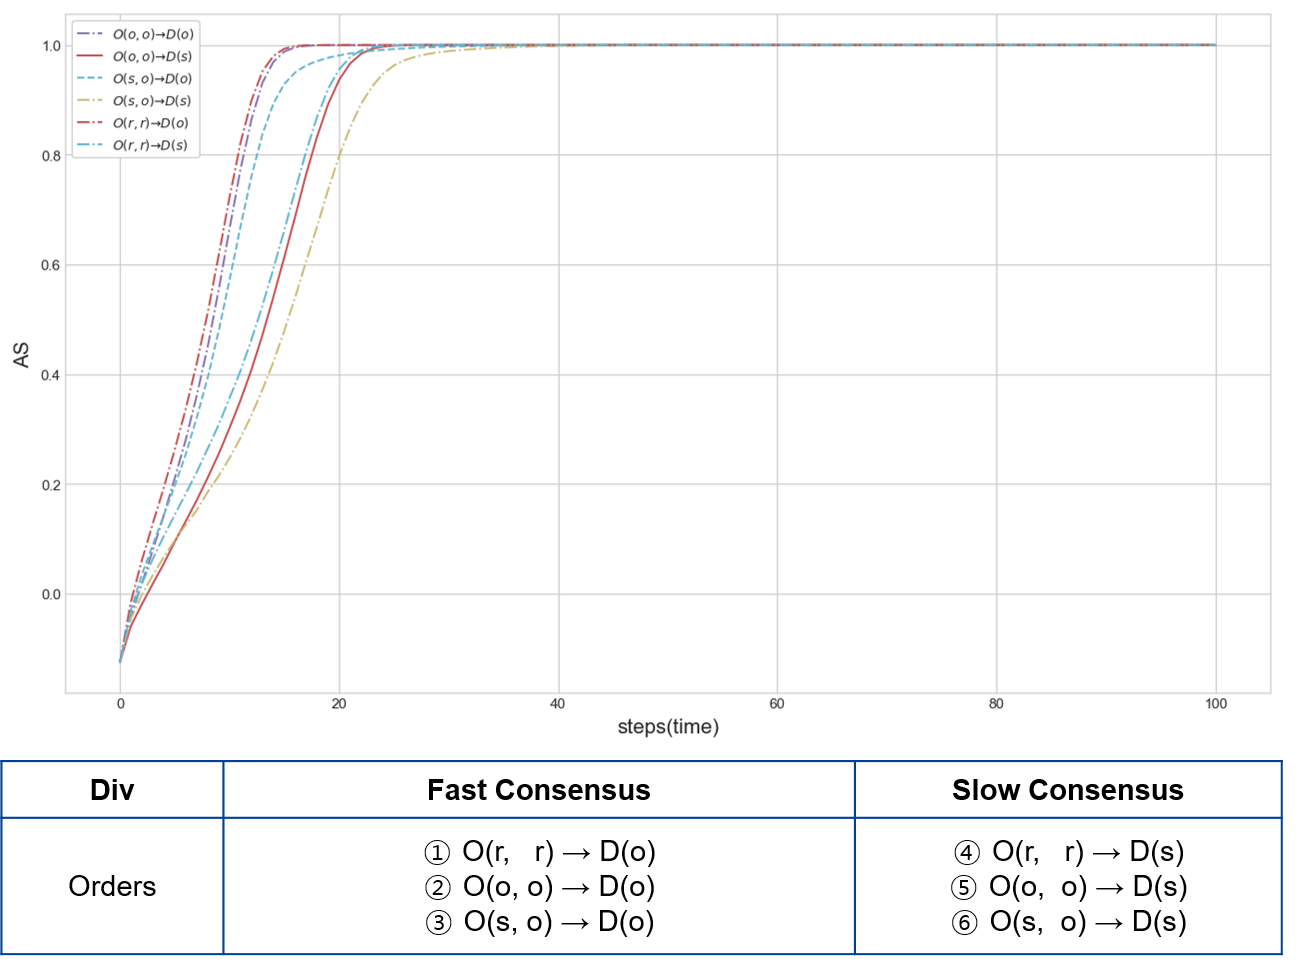 1.0
0.8
0.6
0.4
0.2
0.0
AS
O(o, o)→D(o)
O(o, o)→D(s)
O(s, o)→D(o)
O(s, o)→D(s)
O(r, r)→D(o)
O(r, r)→D(s)
0 20 40 60 80 100
steps(time)
Div Fast Consensus Slow Consensus
Orders
① O(r, r) → D(o)
② O(o, o) → D(o)
③ O(s, o) → D(o)
④ O(r, r) → D(s)
⑤ O(o, o) → D(s)
⑥ O(s, o) → D(s)